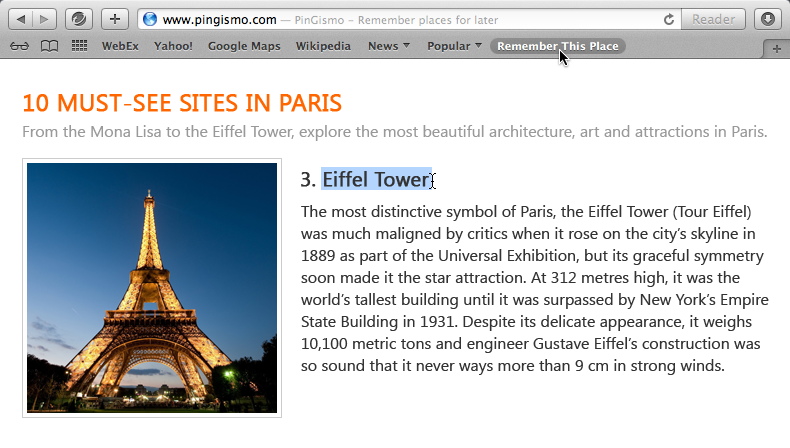 www.pingismo.com — PinGismo – Remember places for later
Reader
WebEx Yahoo! Google Maps Wikipedia News Popular Remember This Place
10 MUST-SEE SITES IN PARIS
From the Mona Lisa to the Eiffel Tower, explore the most beautiful architecture, art and attractions in Paris.
3. Eiffel Tower
The most distinctive symbol of Paris, the Eiffel Tower (Tour Eiffel)
was much maligned by critics when it rose on the city’s skyline in
1889 as part of the Universal Exhibition, but its graceful symmetry
soon made it the star attraction. At 312 metres high, it was the
world’s tallest building until it was surpassed by New York’s Empire
State Building in 1931. Despite its delicate appearance, it weighs
10,100 metric tons and engineer Gustave Eiffel’s construction was
so sound that it never ways more than 9 cm in strong winds.